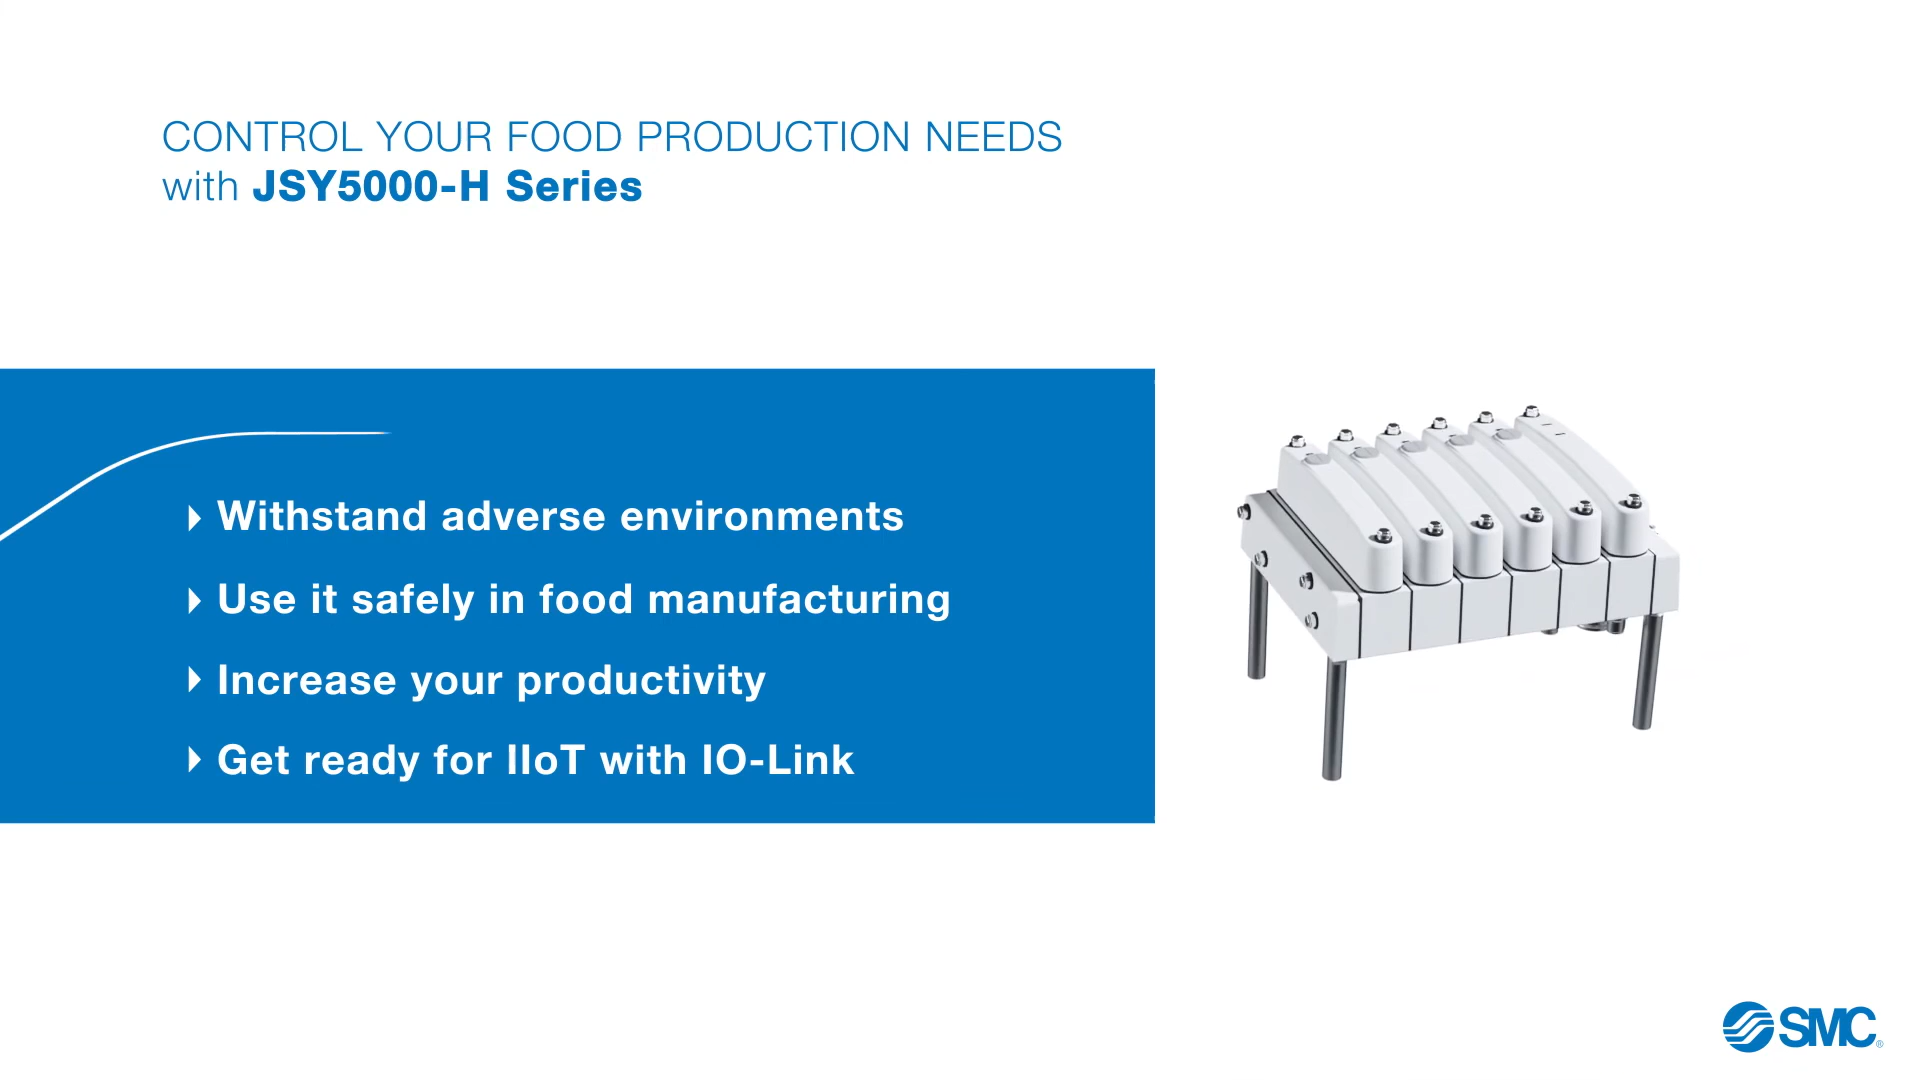 CONTROL YOUR FOOD PRODUCTION NEEDS
with JSY5000-H Series
Withstand adverse environments
Use it safely in food manufacturing
Increase your productivity
Get ready for IIoT with IO-Link
SMC®